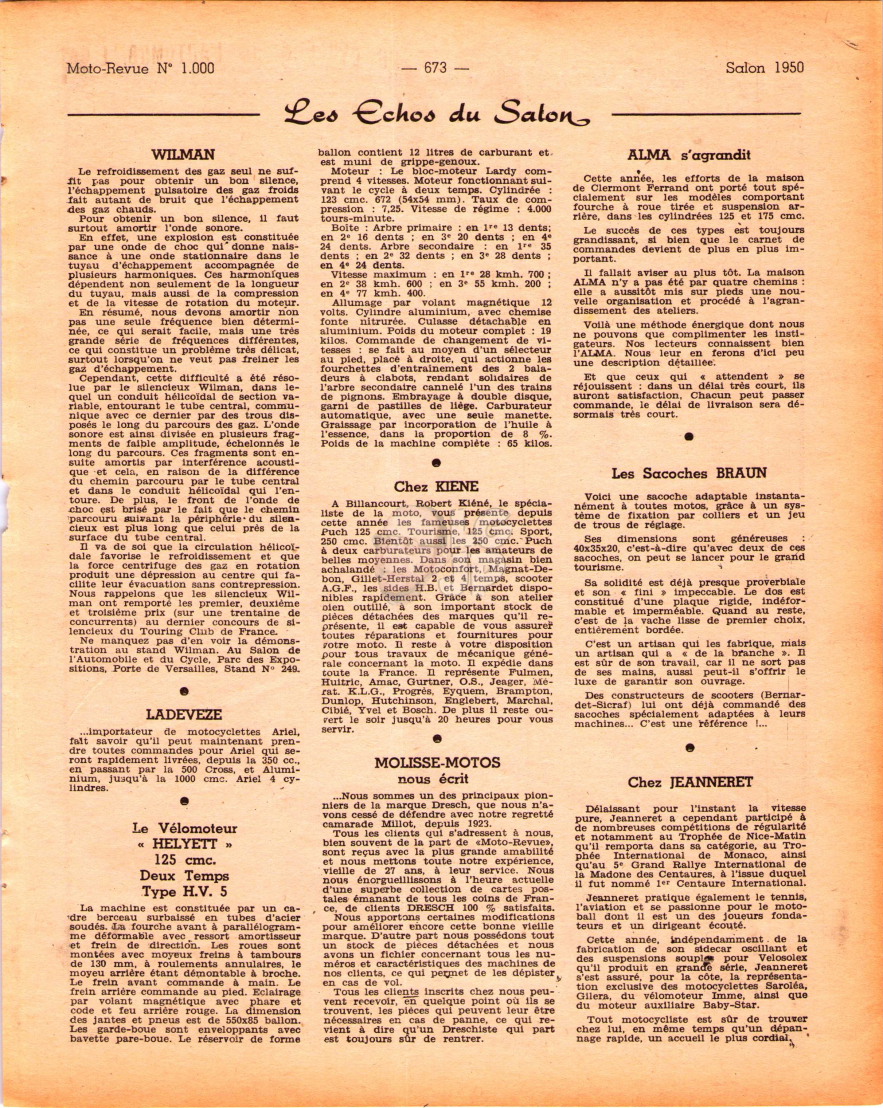 Moto-Revue N° 1.000
— 673 —
Salon 1950
Les Echos du Salon
WILMAN
Le refroidissement des gaz seul ne suf-
fit pas pour obtenir un bon silence,
l'échappement pulsatoire des gaz froids
fait autant de bruit que l'échappement
des gaz chauds.
Pour obtenir un bon silence, il faut
surtout amortir l'onde sonore.
En effet, une explosion est constituée
par une onde de choc qui donne nais-
sance à une onde stationnaire dans le
tuyau d'échappement accompagnée de
plusieurs harmoniques. Ces harmoniques
dépendent non seulement de la longueur
du tuyau, mais aussi de la compression
et de la vitesse de rotation du moteur.
En résumé, nous devons amortir non
pas une seule fréquence bien détermi-
née, ce qui serait facile, mais une très
grande série de fréquences différentes,
ce qui constitue un problème très délicat,
surtout lorsqu'on ne veut pas freiner les
gaz d'échappement.
Cependant, cette difficulté a été réso-
lue par le silencieux Wilman, dans le-
quel un conduit hélicoïdal de section va-
riable, entourant le tube central, commu-
nique avec ce dernier par des trous dis-
posés le long du parcours des gaz. L'onde
sonore est ainsi divisée en plusieurs frag-
ments de faible amplitude, échelonnés le
long du parcours. Ces fragments sont en-
suite amortis par interférence acousti-
que et cela, en raison de la différence
du chemin parcouru par le tube central
et dans le conduit hélicoïdal qui l'en-
toure. De plus, le front de l'onde de
choc est brisé par le fait que le chemin
parcouru suivant la périphérie du silen-
cieux est plus long que celui près de la
surface du tube central.
Il va de soi que la circulation hélicoï-
dale favorise le refroidissement et que
la force centrifuge des gaz en rotation
produit une dépression au centre qui fa-
cilite leur évacuation sans contrepression.
Nous rappelons que les silencieux Wil-
man ont remporté les premier, deuxième
et troisième prix (sur une trentaine de
concurrents) au dernier concours de si-
lencieux du Touring Club de France.
Ne manquez pas d'en voir la démons-
tration au stand Wilman. Au Salon de
l'Automobile et du Cycle, Parc des Expo-
sitions, Porte de Versailles, Stand N° 249.
LADEVEZE
...importateur de motocyclettes Ariel,
fait savoir qu'il peut maintenant pren-
dre toutes commandes pour Ariel qui se-
ront rapidement livrées, depuis la 350 cc.,
en passant par la 500 Cross, et Alumi-
nium, jusqu'à la 1000 cmc. Ariel 4 cy-
lindres.
Le Vélomoteur
« HELYETT »
125 cmc.
Deux Temps
Type H.V. 5
La machine est constituée par un ca-
dre berceau surbaissé en tubes d'acier
soudés. La fourche avant à parallélogram-
me déformable avec ressort amortisseur
et frein de direction. Les roues sont
montées avec moyeux freins à tambours
de 130 mm, à roulements annulaires, le
moyeu arrière étant démontable à broche.
Le frein avant commande à main. Le
frein arrière commande au pied. Eclairage
par volant magnétique avec phare et
code et feu arrière rouge. La dimension
des jantes et pneus est de 550x85 ballon.
Les garde-boue sont enveloppants avec
bavette pare-boue. Le réservoir de forme
ballon contient 12 litres de carburant et
est muni de grippe-genoux.
Moteur : Le bloc-moteur Lardy com-
prend 4 vitesses. Moteur fonctionnant sui-
vant le cycle à deux temps. Cylindrée :
123 cmc. 672 (54x54 mm). Taux de com-
pression : 7,25. Vitesse de régime : 4.000
tours-minute.
Boîte : Arbre primaire : en 1re 13 dents;
en 2e 16 dents ; en 3e 20 dents ; en 4e
24 dents. Arbre secondaire : en 1re 35
dents ; en 2e 32 dents ; en 3e 28 dents ;
en 4e 24 dents.
Vitesse maximum : en 1re 28 kmh. 700 ;
en 2e 38 kmh. 600 ; en 3e 55 kmh. 200 ;
en 4e 77 kmh. 400.
Allumage par volant magnétique 12
volts. Cylindre aluminium, avec chemise
fonte nitrurée. Culasse détachable en
aluminium. Poids du moteur complet : 19
kilos. Commande de changement de vi-
tesses : se fait au moyen d'un sélecteur
au pied, placé à droite, qui actionne les
fourchettes d'entraînement des 2 bala-
deurs à clabots, rendant solidaires de
l'arbre secondaire cannelé l'un des trains
de pignons. Embrayage à double disque,
garni de pastilles de liège. Carburateur
automatique, avec une seule manette.
Graissage par incorporation de l'huile à
l'essence, dans la proportion de 8 %.
Poids de la machine complète : 65 kilos.
Chez KIENE
A Billancourt, Robert Kiéné, le spécia-
liste de la moto, vous présente depuis
cette année les fameuses motocyclettes
Puch 125 cmc. Tourisme, 125 cmc. Sport,
250 cmc. Bientôt aussi les 250 cmc. Puch
à deux carburateurs pour les amateurs de
belles moyennes. Dans son magasin bien
achalandé : les Motoconfort, Magnat-De-
bon, Gillet-Herstal 2 et 4 temps, scooter
A.G.F., les sides H.B. et Bernardet dispo-
nibles rapidement. Grâce à son atelier
bien outillé, à son important stock de
pièces détachées des marques qu'il re-
présente, il est capable de vous assurer
toutes réparations et fournitures pour
votre moto. Il reste à votre disposition
pour tous travaux de mécanique géné-
rale concernant la moto. Il expédie dans
toute la France. Il représente Fulmen,
Huitric, Amac, Gurtner, O.S., Jeager, Mé-
rat. K.L.G., Progrès, Eyquem, Brampton,
Dunlop, Hutchinson, Englebert, Marchal,
Cibié, Yvel et Bosch. De plus il reste ou-
vert le soir jusqu'à 20 heures pour vous
servir.
MOLISSE-MOTOS
nous écrit
...Nous sommes un des principaux pion-
niers de la marque Dresch, que nous n'a-
vons cessé de défendre avec notre regretté
camarade Millot, depuis 1923.
Tous les clients qui s'adressent à nous,
bien souvent de la part de «Moto-Revue»,
sont reçus avec la plus grande amabilité
et nous mettons toute notre expérience,
vieille de 27 ans, à leur service. Nous
nous énorgueillissons à l'heure actuelle
d'une superbe collection de cartes pos-
tales émanant de tous les coins de Fran-
ce, de clients DRESCH 100 % satisfaits.
Nous apportons certaines modifications
pour améliorer encore cette bonne vieille
marque. D'autre part nous possédons tout
un stock de pièces détachées et nous
avons un fichier concernant tous les nu-
méros et caractéristiques des machines de
nos clients, ce qui permet de les dépister
en cas de vol.
Tous les clients inscrits chez nous peu-
vent recevoir, en quelque point où ils se
trouvent, les pièces qui peuvent leur être
nécessaires en cas de panne, ce qui re-
vient à dire qu'un Dreschiste qui part
est toujours sûr de rentrer.
ALMA s'agrandit
Cette année, les efforts de la maison
de Clermont Ferrand ont porté tout spé-
cialement sur les modèles comportant
fourche à roue tirée et suspension ar-
rière, dans les cylindrées 125 et 175 cmc.
Le succès de ces types est toujours
grandissant, si bien que le carnet de
commandes devient de plus en plus im-
portant.
Il fallait aviser au plus tôt. La maison
ALMA n'y a pas été par quatre chemins :
elle a aussitôt mis sur pieds une nou-
velle organisation et procédé à l'agran-
dissement des ateliers.
Voilà une méthode énergique dont nous
ne pouvons que complimenter les insti-
gateurs. Nos lecteurs connaissent bien
l'ALMA. Nous leur en ferons d'ici peu
une description détaillée.
Et que ceux qui « attendent » se
réjouissent : dans un délai très court, ils
auront satisfaction, Chacun peut passer
commande, le délai de livraison sera dé-
sormais très court.
Les Sacoches BRAUN
Voici une sacoche adaptable instanta-
nément à toutes motos, grâce à un sys-
tème de fixation par colliers et un jeu
de trous de réglage.
Ses dimensions sont généreuses :
40x35x20, c'est-à-dire qu'avec deux de ces
sacoches, on peut se lancer pour le grand
tourisme.
Sa solidité est déjà presque proverbiale
et son « fini » impeccable. Le dos est
constitué d'une plaque rigide, indéfor-
mable et imperméable. Quand au reste,
c'est de la vache lisse de premier choix,
entièrement bordée.
C'est un artisan qui les fabrique, mais
un artisan qui a « de la branche ». Il
est sûr de son travail, car il ne sort pas
de ses mains, aussi peut-il s'offrir le
luxe de garantir son ouvrage.
Des constructeurs de scooters (Bernar-
det-Sicraf) lui ont déjà commandé des
sacoches spécialement adaptées à leurs
machines... C'est une référence !...
Chez JEANNERET
Délaissant pour l'instant la vitesse
pure, Jeanneret a cependant participé à
de nombreuses compétitions de régularité
et notamment au Trophée de Nice-Matin
qu'il remporta dans sa catégorie, au Tro-
phée International de Monaco, ainsi
qu'au 5e Grand Rallye International de
la Madone des Centaures, à l'issue duquel
il fut nommé 1er Centaure International.
Jeanneret pratique également le tennis,
l'aviation et se passionne pour le moto-
ball dont il est un des joueurs fonda-
teurs et un dirigeant écouté.
Cette année, indépendamment de la
fabrication de son sidecar oscillant et
des suspensions souples pour Velosolex
qu'il produit en grande série, Jeanneret
s'est assuré, pour la côte, la représenta-
tion exclusive des motocyclettes Saroléa,
Gilera, du vélomoteur Imme, ainsi que
du moteur auxiliaire Baby-Star.
Tout motocycliste est sûr de trouver
chez lui, en même temps qu'un dépan-
nage rapide, un accueil le plus cordial.